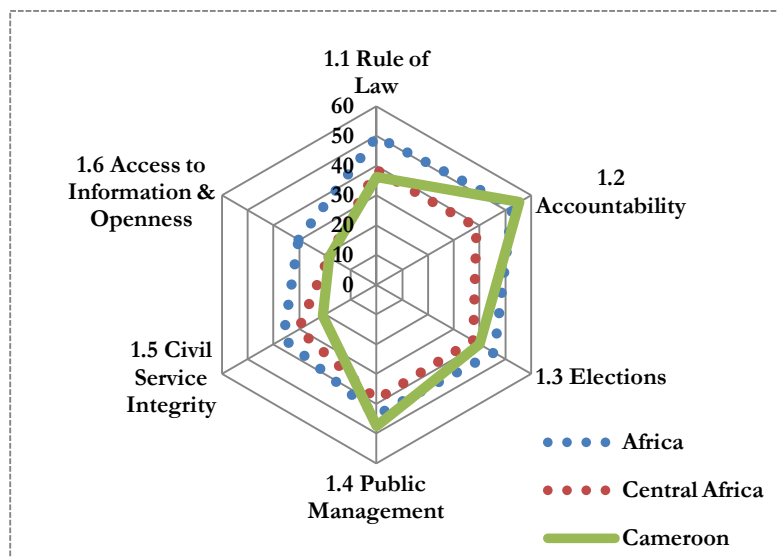 1.1 Rule of
Law
60
50
40
30
20
10
0
1.2
Accountability
1.3 Elections
1.4 Public
Management
1.5 Civil
Service
Integrity
1.6 Access to
Information &
Openness
Africa
Central Africa
Cameroon